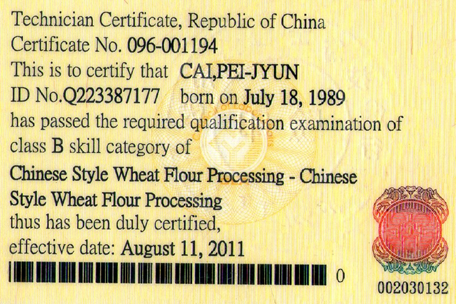 Technician Certificate, Republic of China
Certificate No. 096-001194
This is to certify that CAI,PEI-JYUN
ID No.Q223387177 born on July 18, 1989
has passed the required qualification examination of
class B skill category of
Chinese Style Wheat Flour Processing - Chinese
Style Wheat Flour Processing
thus has been duly certified,
effective date: August 11, 2011
0
002030132